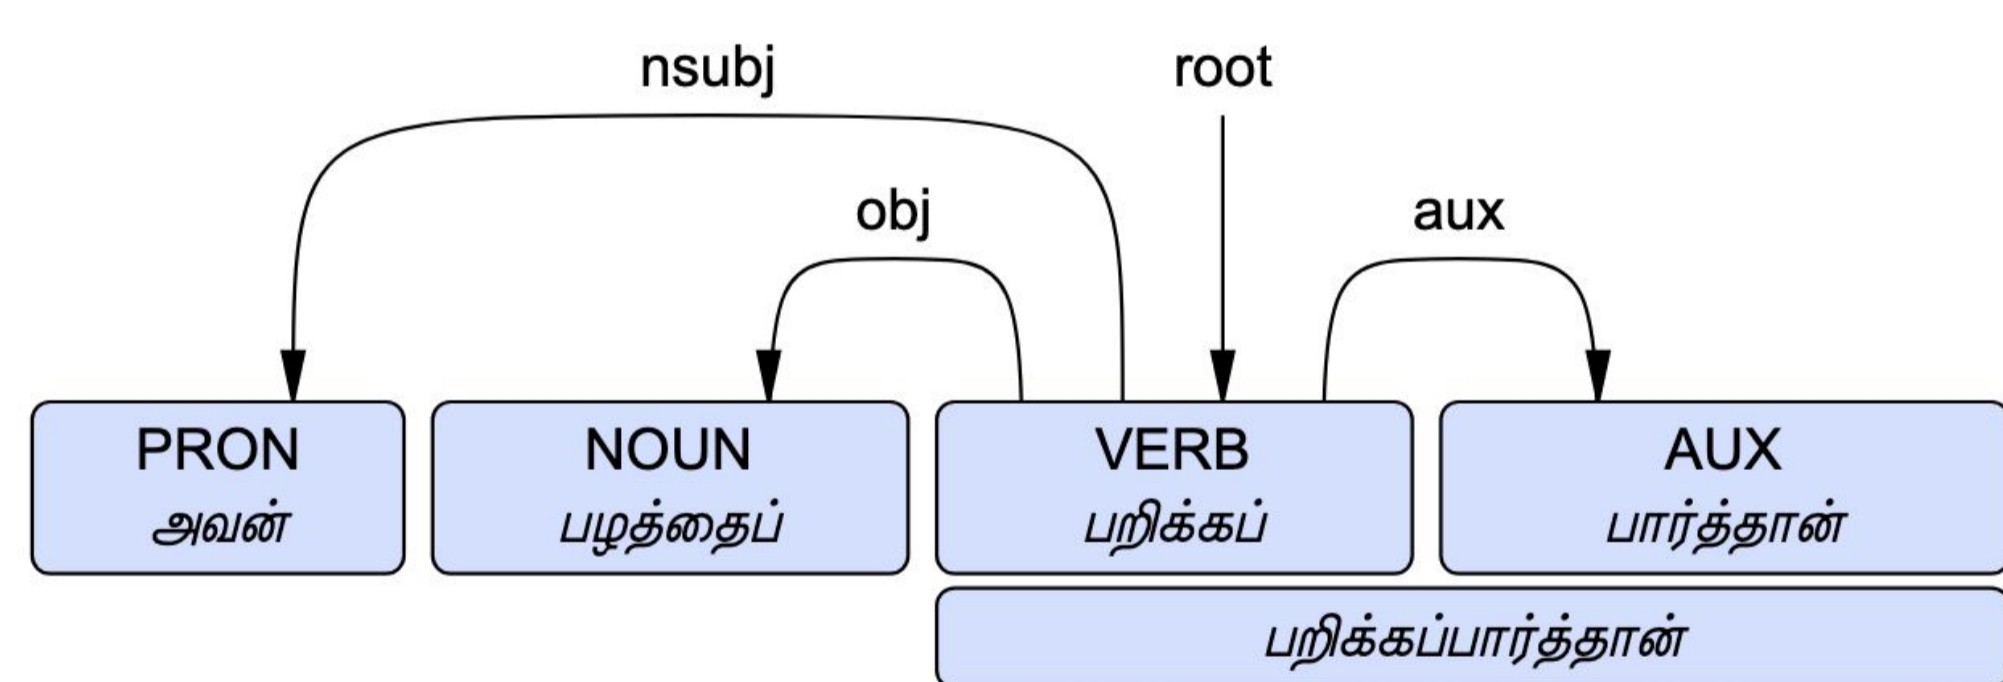 nsubj root
obj aux
PRON NOUN VERB AUX
அவன் பழத்தைப் பறிக்கப் பார்த்தான்
பறிக்கப்பார்த்தான்